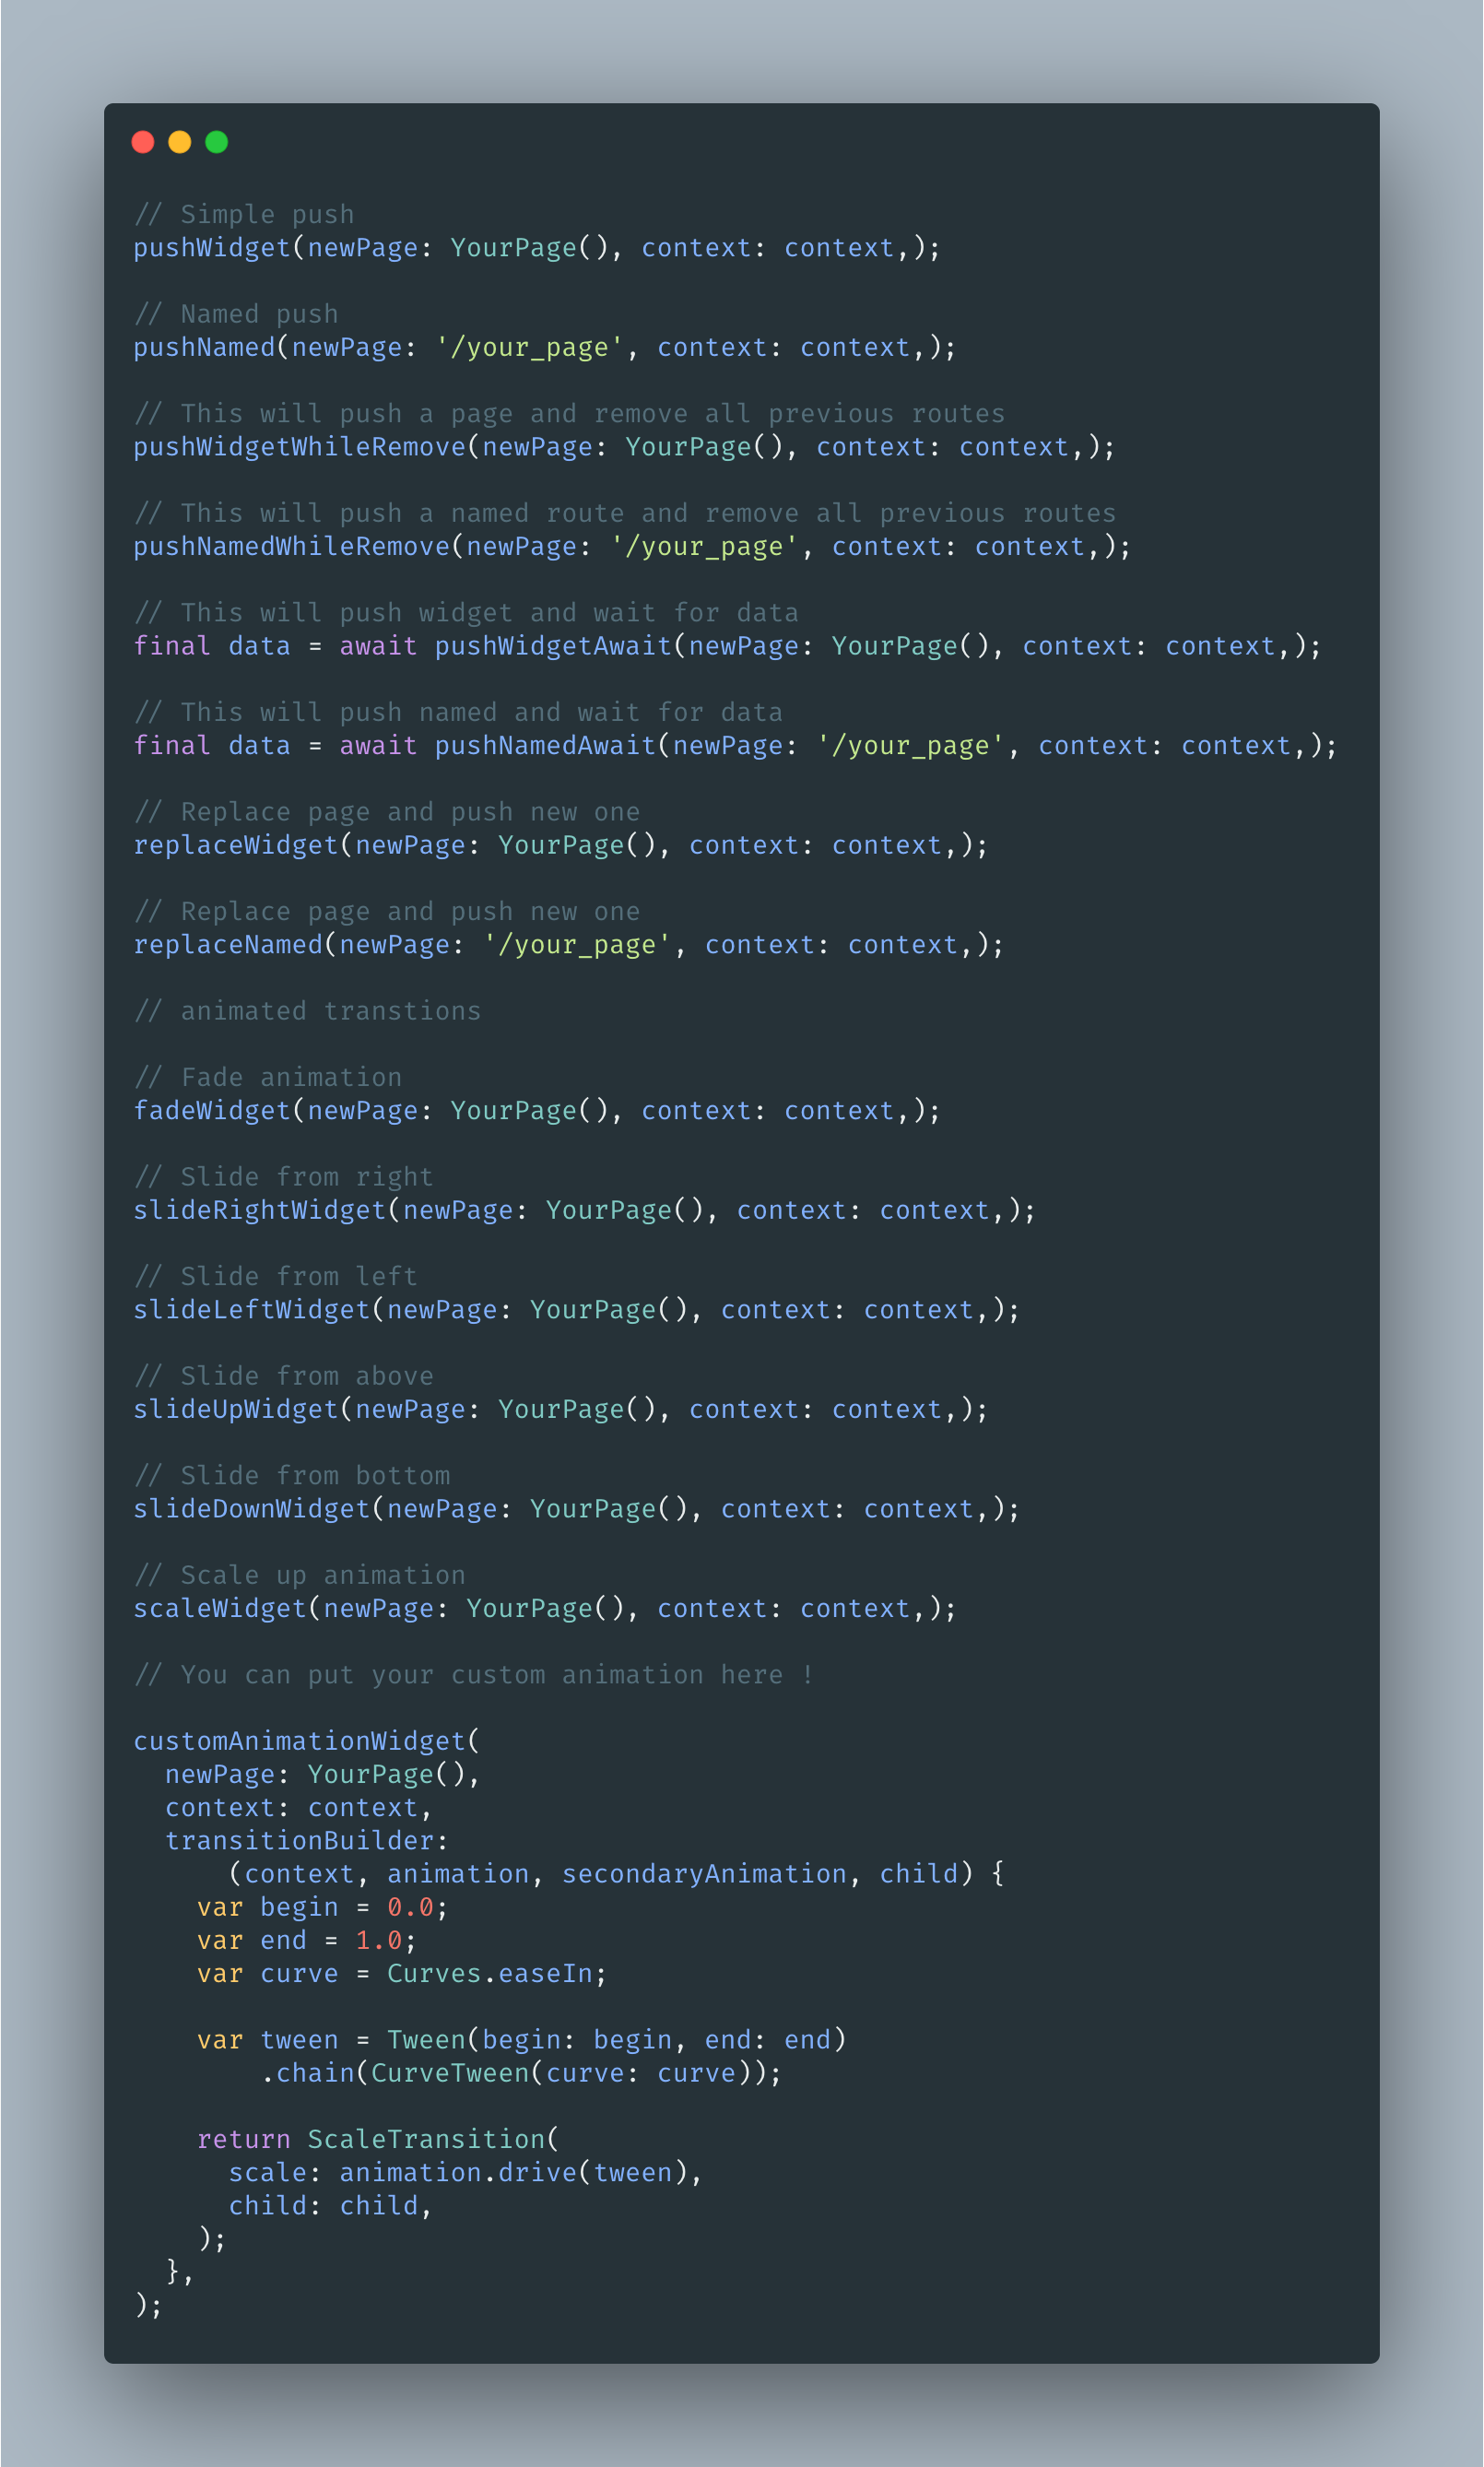 // Simple push
pushWidget(newPage: YourPage(), context: context,);
// Named push
pushNamed(newPage: '/your_page', context: context,);
// This will push a page and remove all previous routes
pushWidgetWhileRemove(newPage: YourPage(), context: context,);
// This will push a named route and remove all previous routes
pushNamedWhileRemove(newPage: '/your_page', context: context,);
// This will push widget and wait for data
final data = await pushWidgetAwait(newPage: YourPage(), context: context,);
// This will push named and wait for data
final data = await pushNamedAwait(newPage: '/your_page', context: context,);
// Replace page and push new one
replaceWidget(newPage: YourPage(), context: context,);
// Replace page and push new one
replaceNamed(newPage: '/your_page', context: context,);
// animated transtions
// Fade animation
fadeWidget(newPage: YourPage(), context: context,);
// Slide from right
slideRightWidget(newPage: YourPage(), context: context,);
// Slide from left
slideLeftWidget(newPage: YourPage(), context: context,);
// Slide from above
slideUpWidget(newPage: YourPage(), context: context,);
// Slide from bottom
slideDownWidget(newPage: YourPage(), context: context,);
// Scale up animation
scaleWidget(newPage: YourPage(), context: context,);
// You can put your custom animation here !
customAnimationWidget(
  newPage: YourPage(),
  context: context,
  transitionBuilder:
      (context, animation, secondaryAnimation, child) {
    var begin = 0.0;
    var end = 1.0;
    var curve = Curves.easeIn;
    var tween = Tween(begin: begin, end: end)
        .chain(CurveTween(curve: curve));
    return ScaleTransition(
      scale: animation.drive(tween),
      child: child,
    );
  },
);